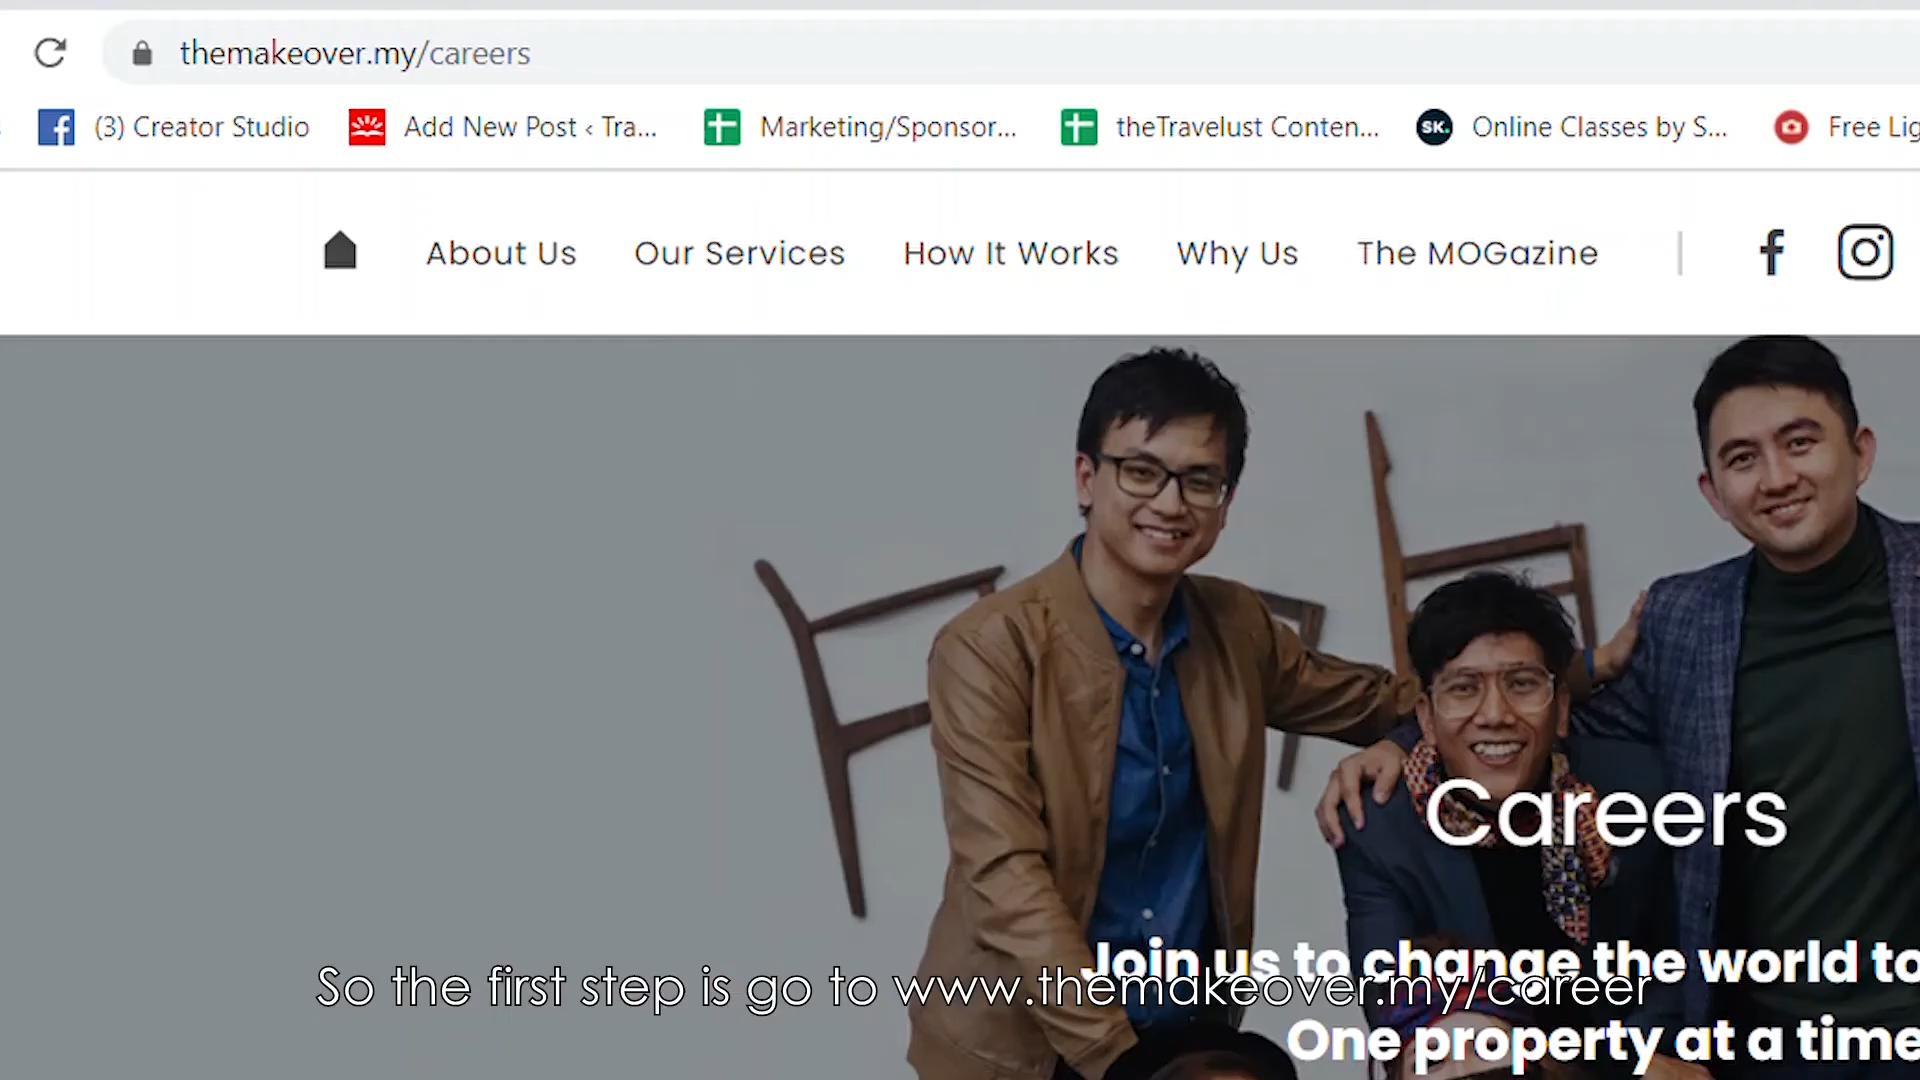 themakeover.my/careers
(3) Creator Studio
Add New Post ‹ Tra...
Marketing/Sponsor...
theTravelust Conten...
SK.
Online Classes by S...
Free Lig
About Us
Our Services
How It Works
Why Us
The MOGazine
Careers
Join us to change the world to
So the first step is go to www.themakeover.my/career
One property at a time